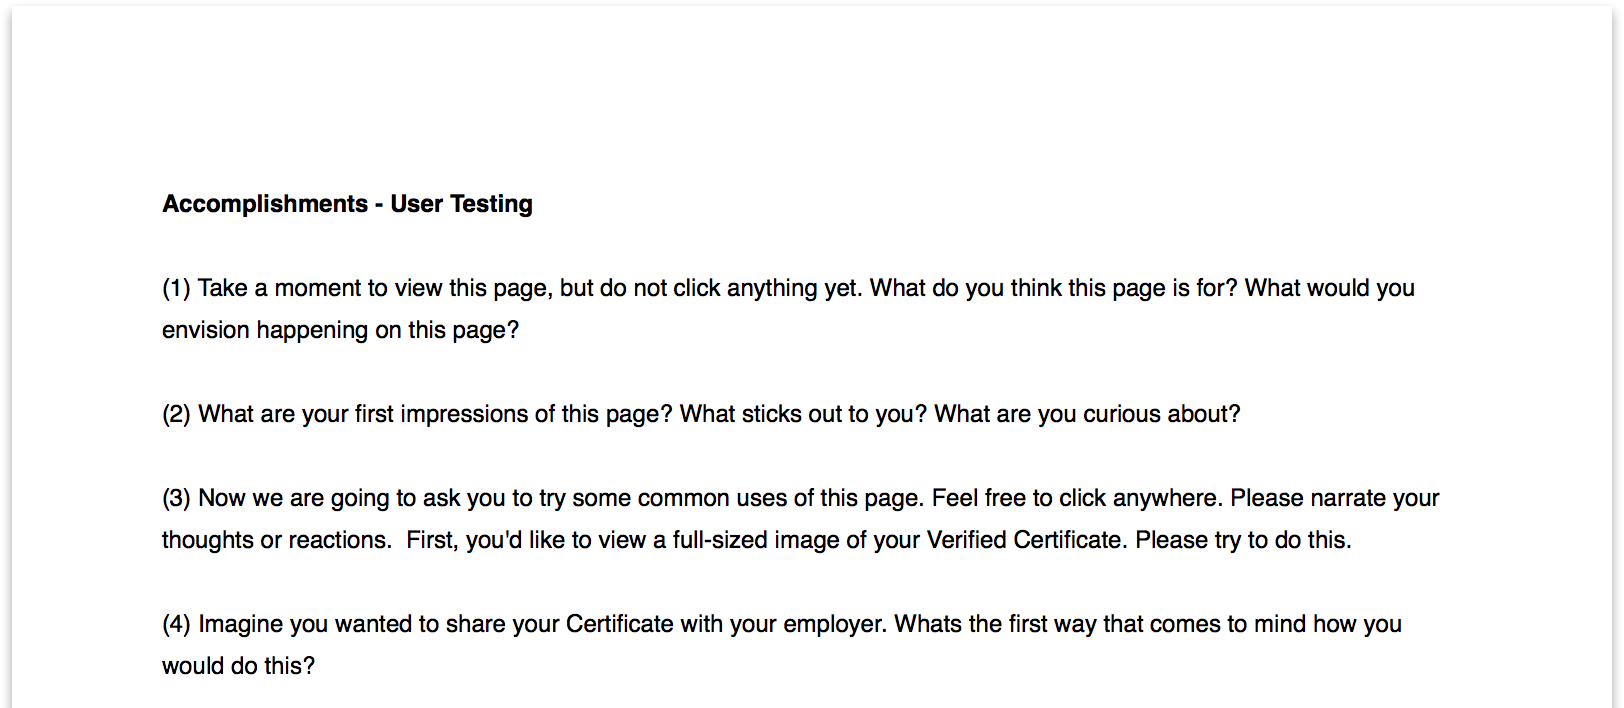 Accomplishments - User Testing
(1) Take a moment to view this page, but do not click anything yet. What do you think this page is for? What would you
envision happening on this page?
(2) What are your first impressions of this page? What sticks out to you? What are you curious about?
(3) Now we are going to ask you to try some common uses of this page. Feel free to click anywhere. Please narrate your
thoughts or reactions.  First, you'd like to view a full-sized image of your Verified Certificate. Please try to do this.
(4) Imagine you wanted to share your Certificate with your employer. Whats the first way that comes to mind how you
would do this?